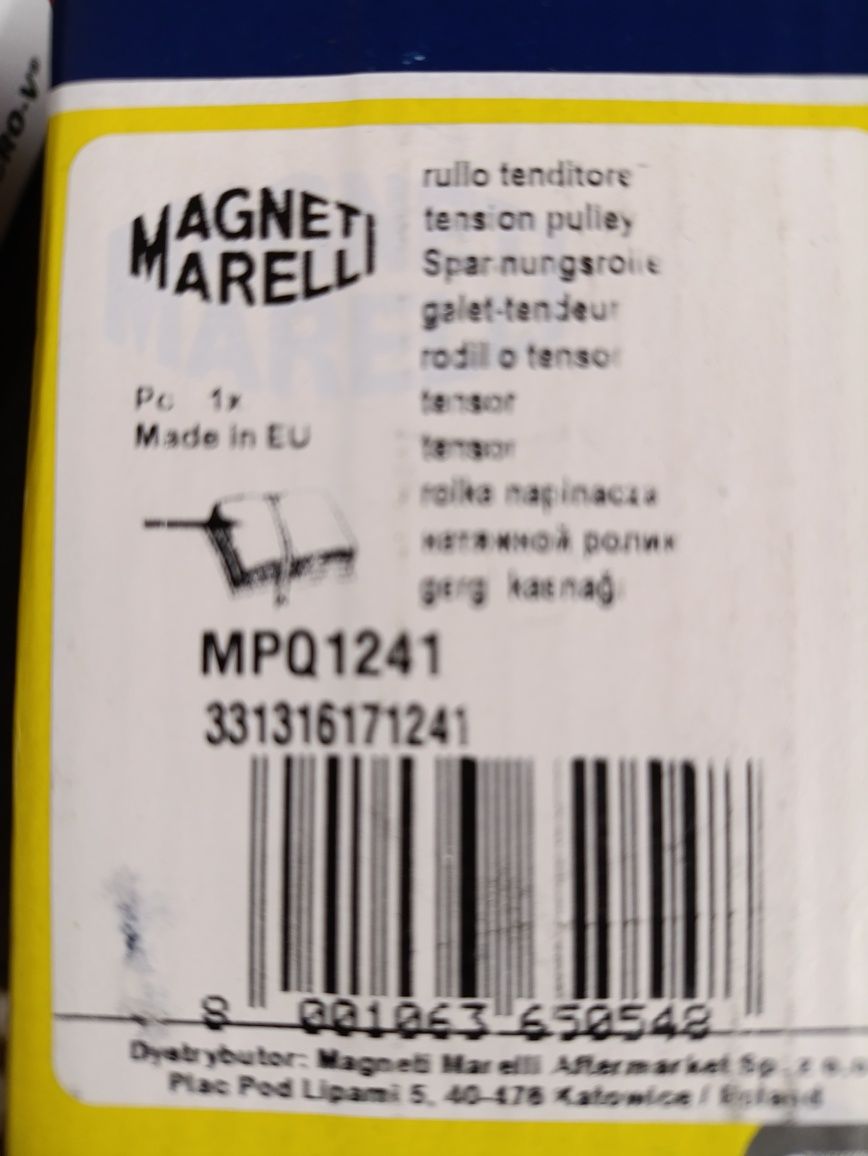 CRO-V®
MAGNETI
MARELLI
rullo tenditore
tension pulley
Spannungsrolle
galet-tendeur
rodillo tensor
tensor
tensor
rolka napinacza
натяжной ролик
gergi kasnağı
Pc 1x
Made in EU
MPQ1241
331316171241
8 001063 650548
Dystrybutor: Magneti Marelli Aftermarket Sp. z o.o.
Plac Pod Lipami 5, 40-476 Katowice / Poland